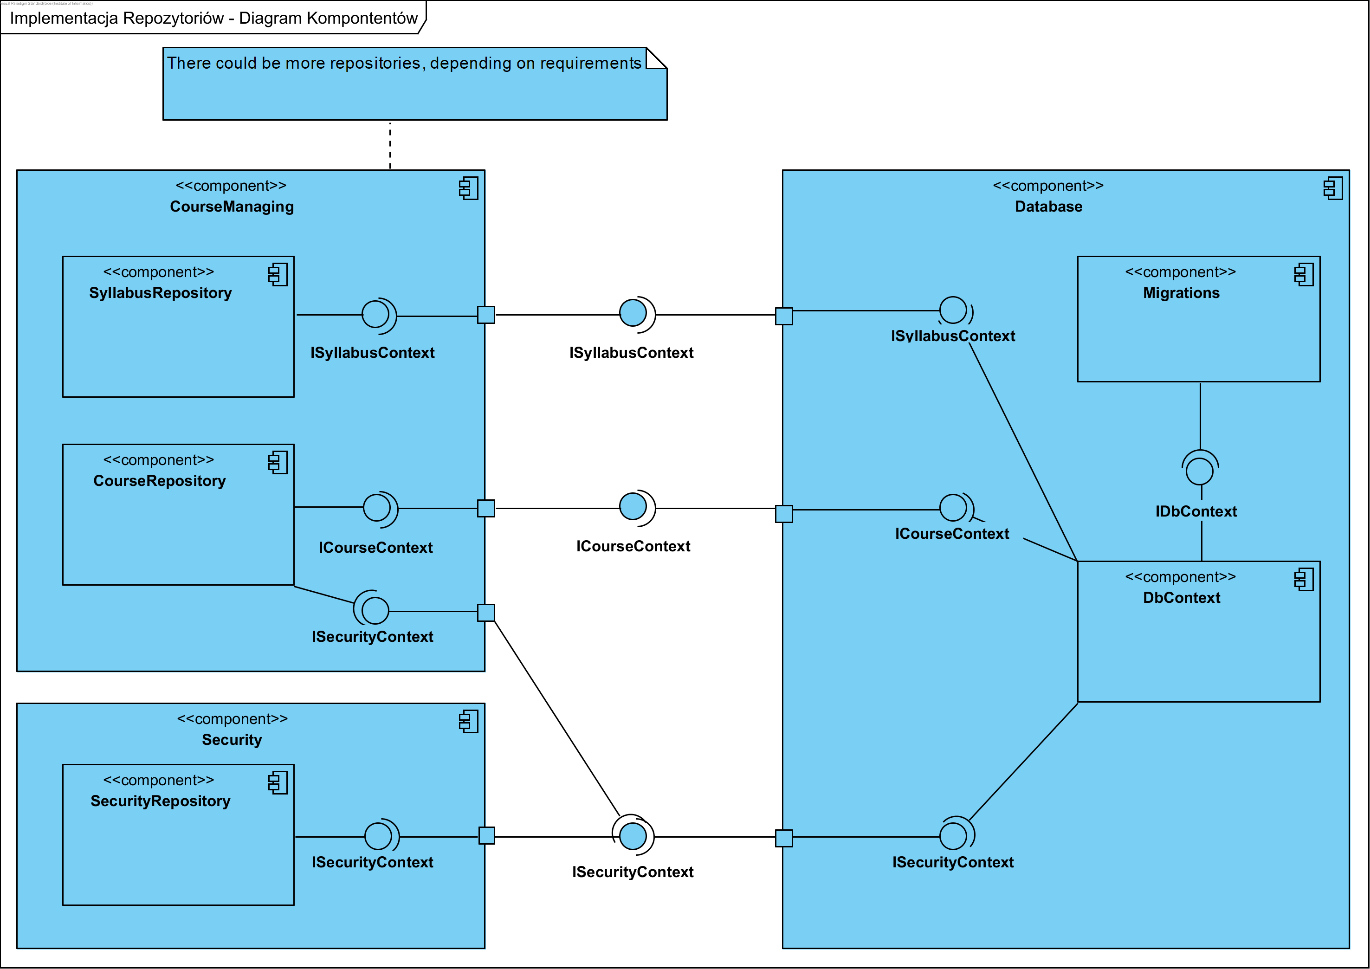 Implementacja Repozytoriów - Diagram Kompontentów
There could be more repositories, depending on requirements
<<component>>
CourseManaging
<<component>>
SyllabusRepository
ISyllabusContext
<<component>>
CourseRepository
ICourseContext
ISecurityContext
<<component>>
Security
<<component>>
SecurityRepository
ISecurityContext
ISyllabusContext
ICourseContext
ISecurityContext
<<component>>
Database
ISyllabusContext
<<component>>
Migrations
IDbContext
ICourseContext
<<component>>
DbContext
ISecurityContext